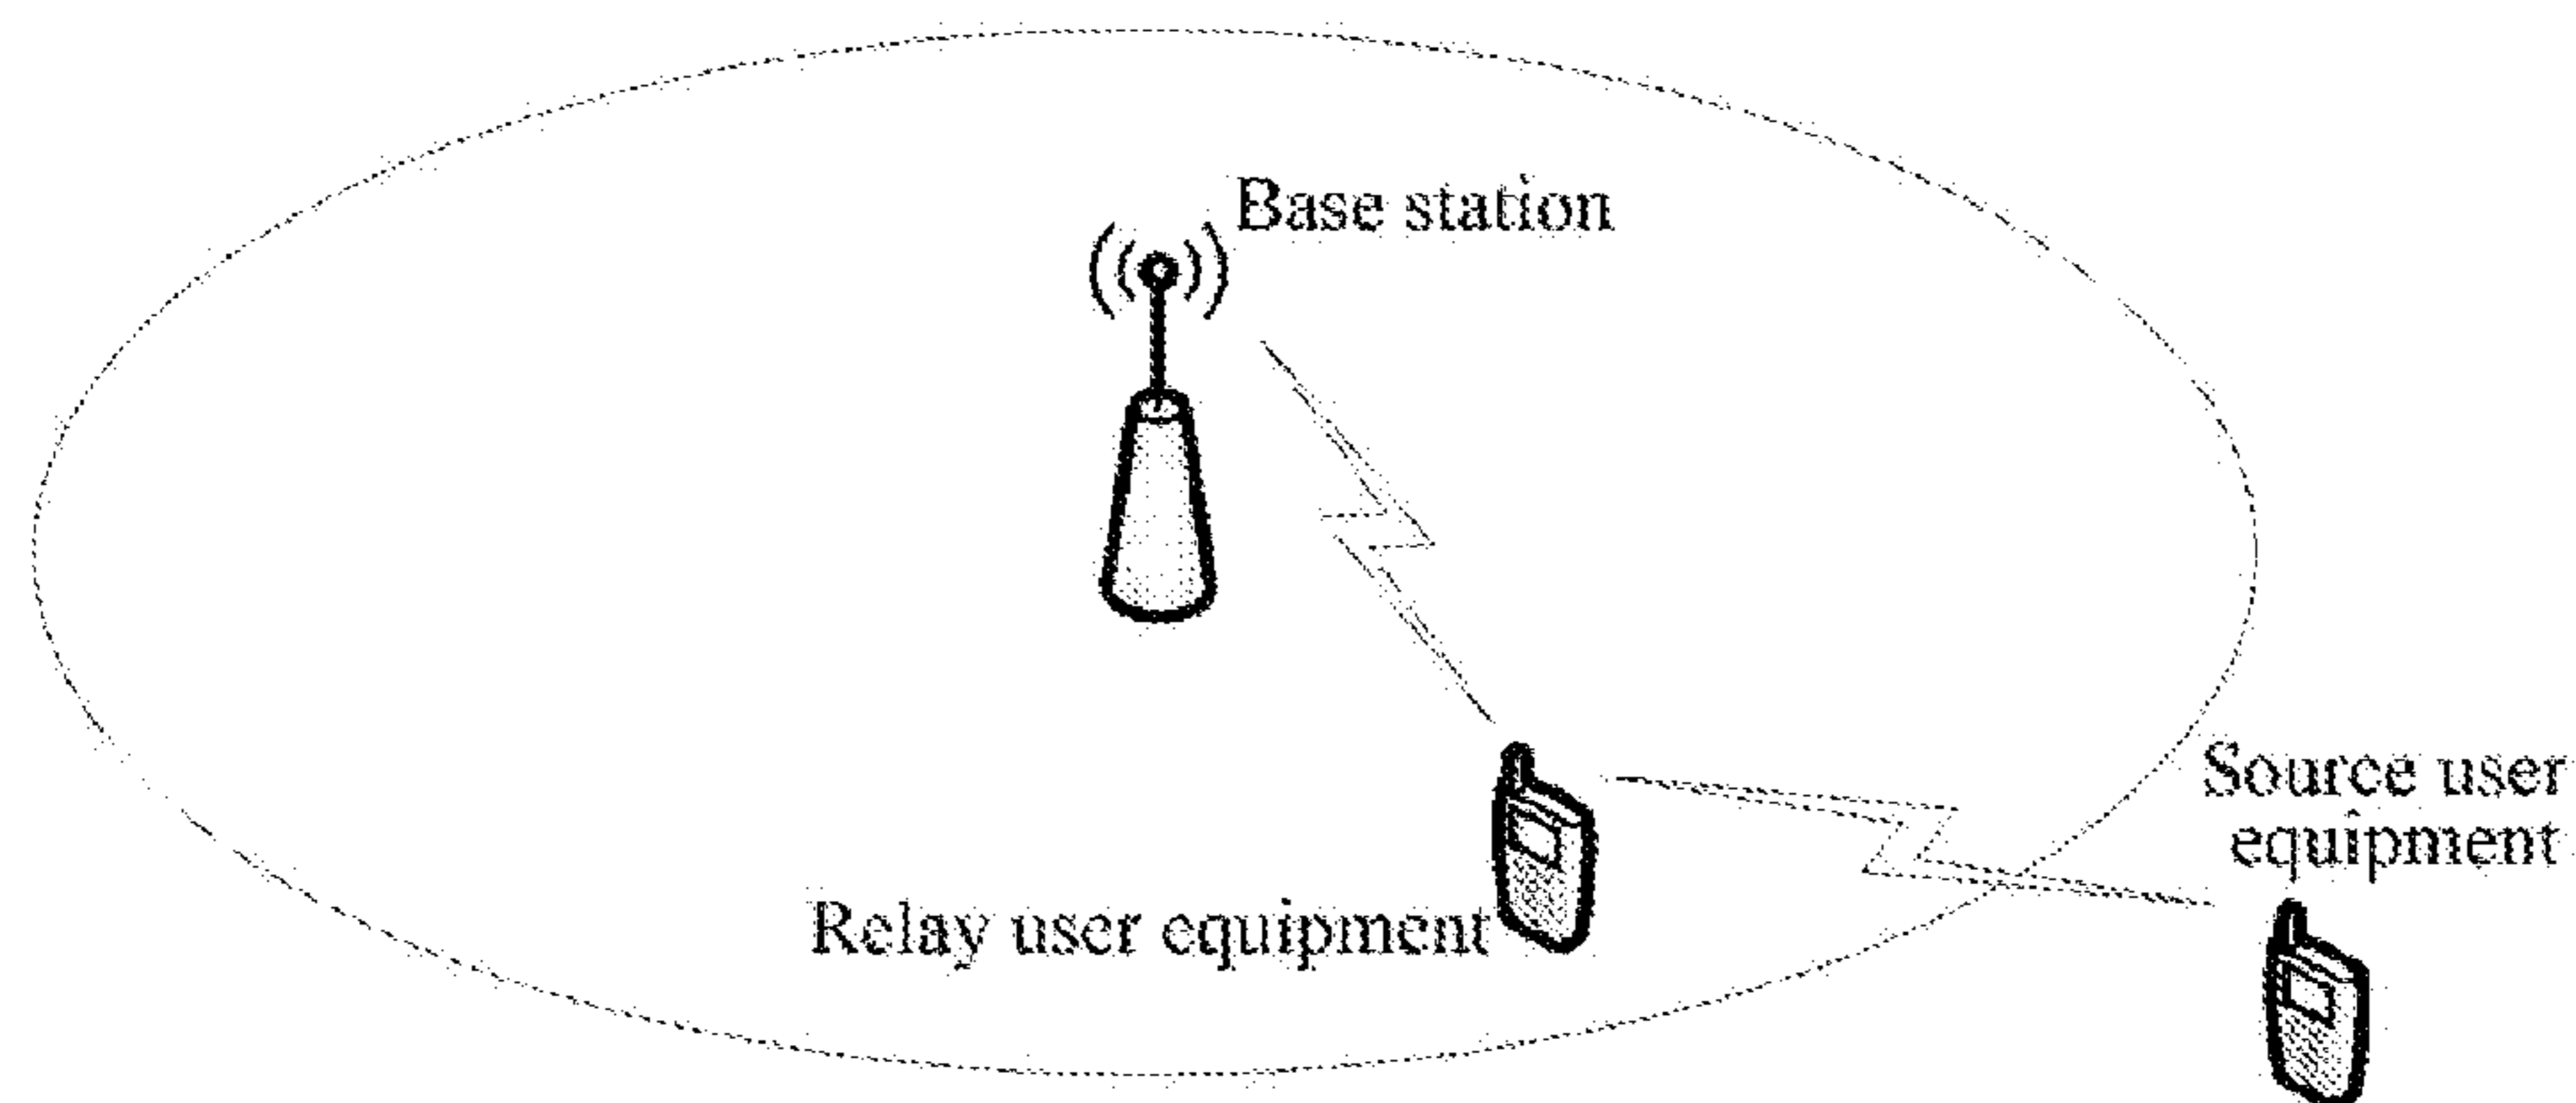 Base station
Source user
equipment
Relay user equipment